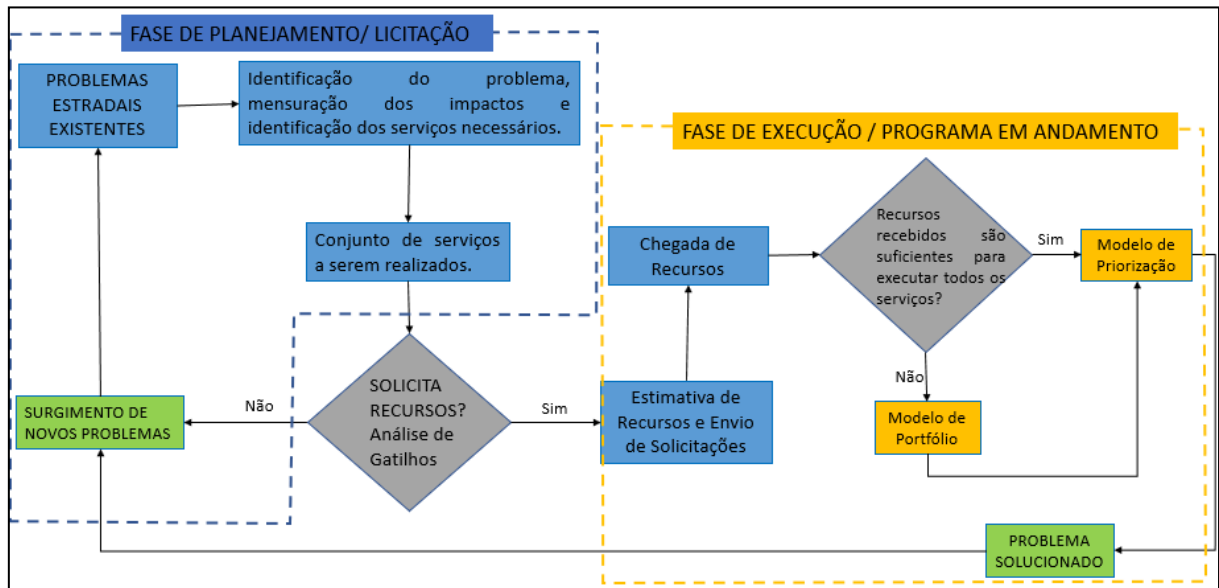 FASE DE PLANEJAMENTO/ LICITAÇÃO
PROBLEMAS
ESTRADAIS
EXISTENTES
Identificação do problema,
mensuração dos impactos e
identificação dos serviços necessários.
Conjunto de serviços
a serem realizados.
SOLICITA
RECURSOS?
Análise de
Gatilhos
Não
Sim
SURGIMENTO DE
NOVOS PROBLEMAS
FASE DE EXECUÇÃO / PROGRAMA EM ANDAMENTO
Estimativa de
Recursos e Envio
de Solicitações
Chegada de
Recursos
Recursos
recebidos são
suficientes para
executar todos os
serviços?
Sim
Não
Modelo de
Priorização
Modelo de
Portfólio
PROBLEMA
SOLUCIONADO